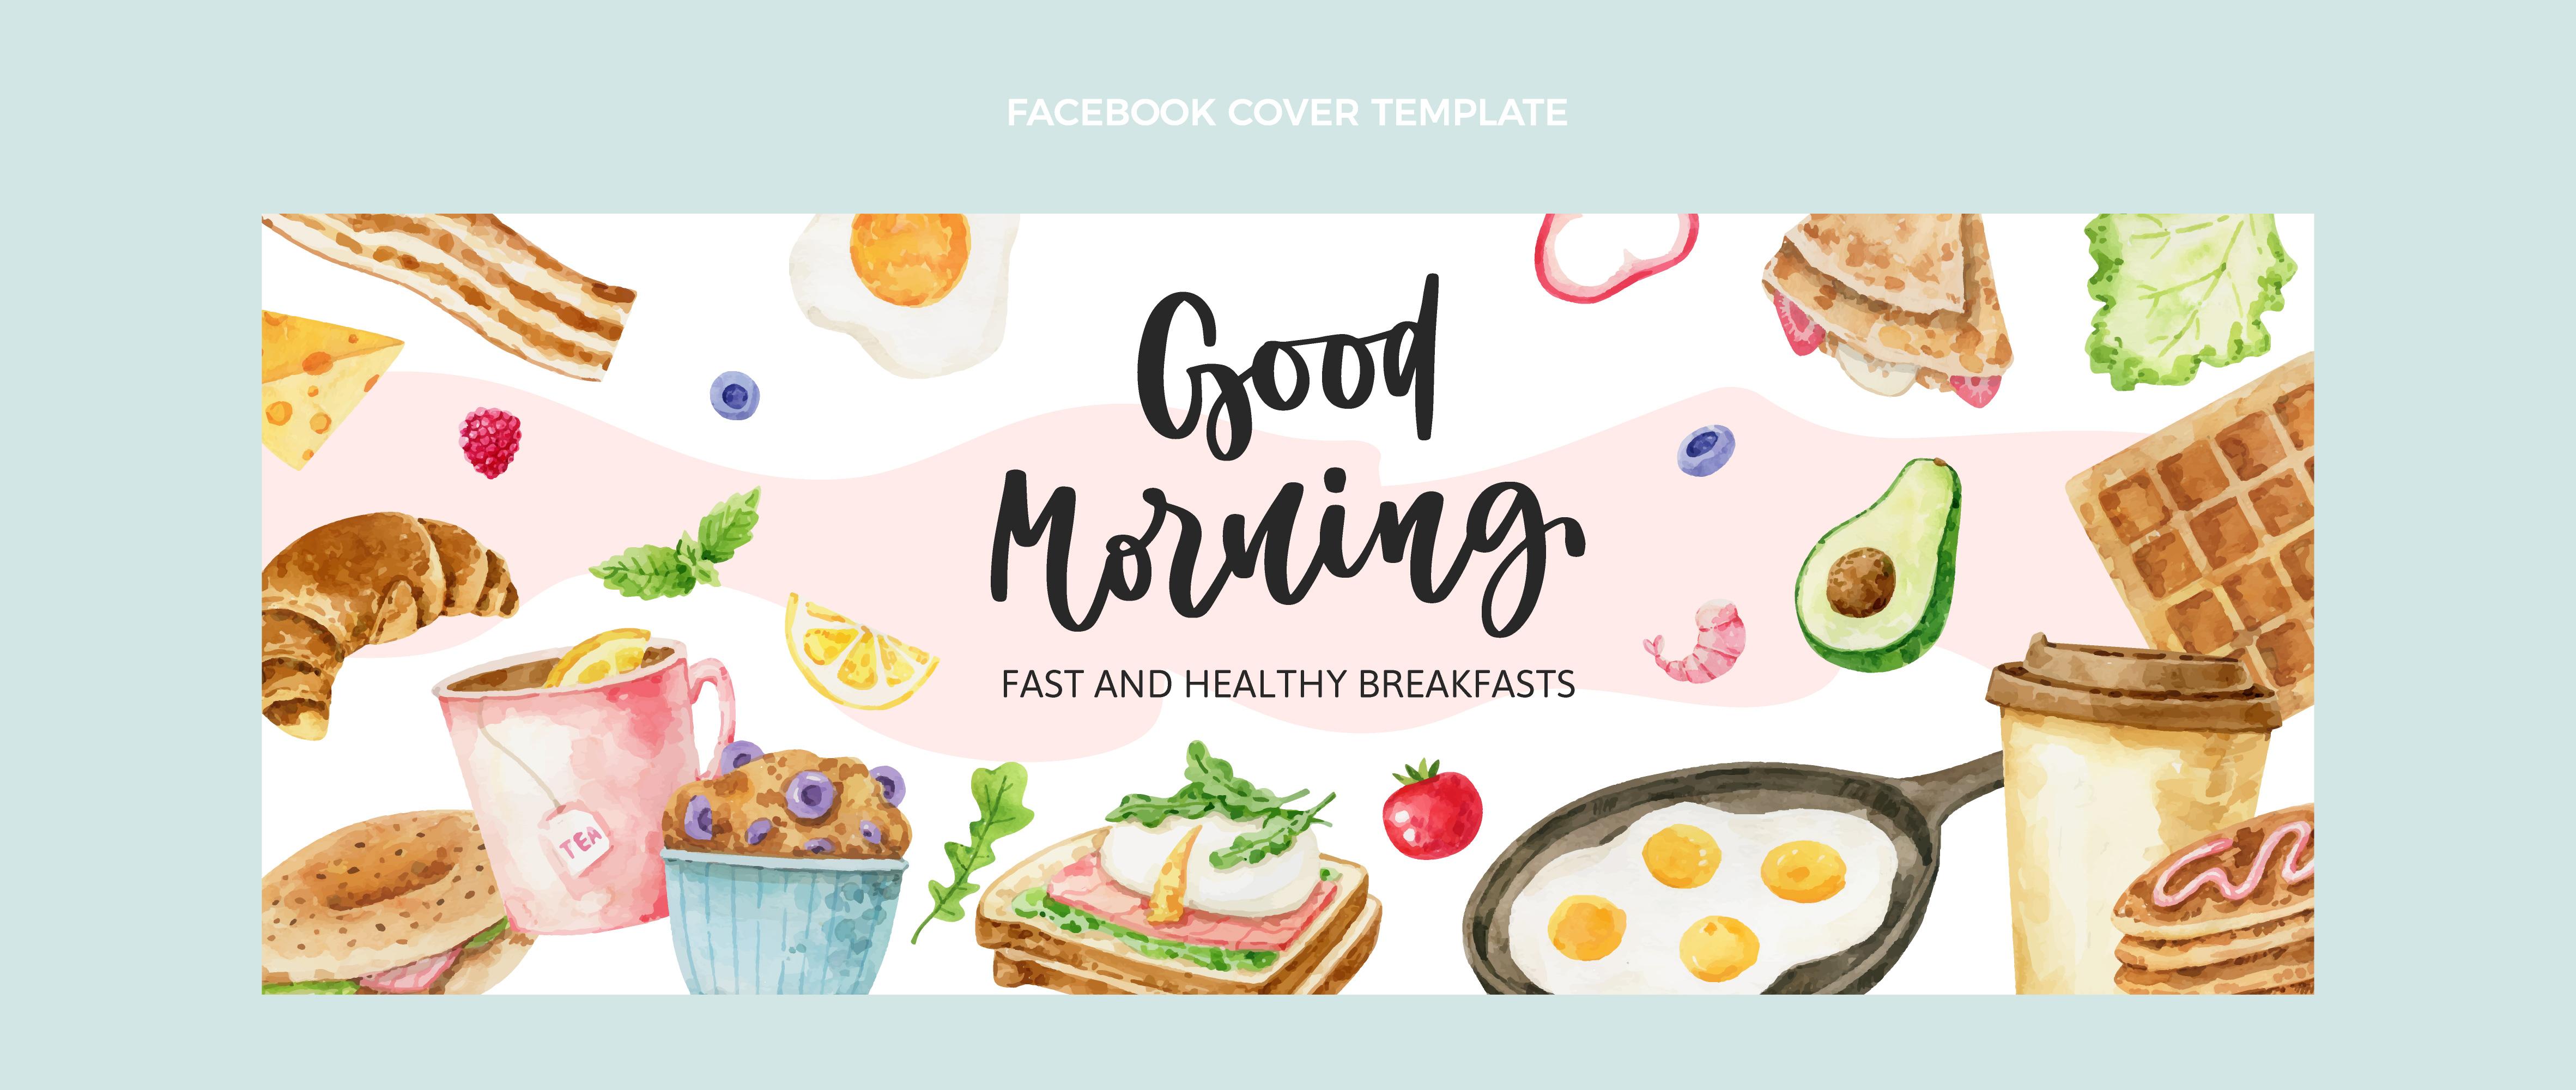 FACEBOOK COVER TEMPLATE
Good
Morning
FAST AND HEALTHY BREAKFASTS
TEA